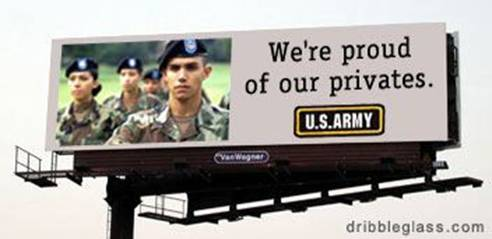 We're proud
of our privates.
U.S.ARMY
VanWagner
dribbleglass.com